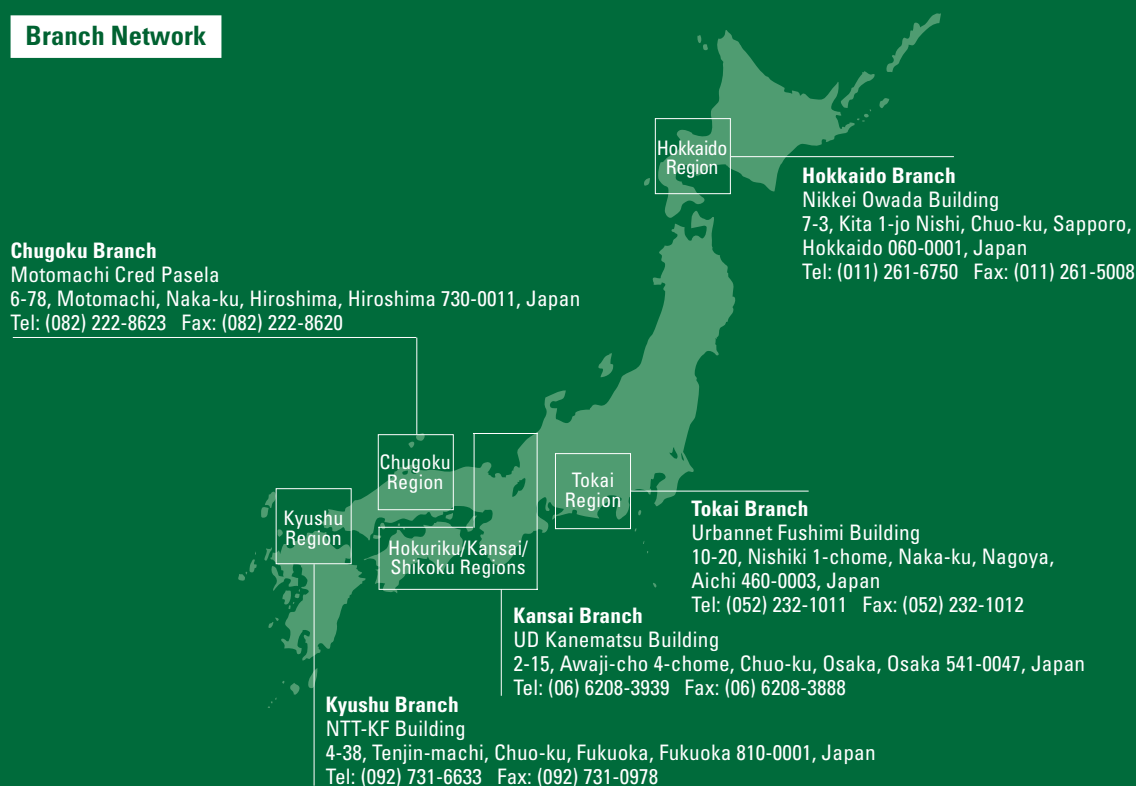 Branch Network
Hokkaido
Region
Hokkaido Branch
Nikkei Owada Building
7-3, Kita 1-jo Nishi, Chuo-ku, Sapporo,
Hokkaido 060-0001, Japan
Tel: (011) 261-6750   Fax: (011) 261-5008
Chugoku Branch
Motomachi Cred Pasela
6-78, Motomachi, Naka-ku, Hiroshima, Hiroshima 730-0011, Japan
Tel: (082) 222-8623   Fax: (082) 222-8620
Chugoku
Region
Tokai
Region
Kyushu
Region
Hokuriku/Kansai/
Shikoku Regions
Tokai Branch
Urbannet Fushimi Building
10-20, Nishiki 1-chome, Naka-ku, Nagoya,
Aichi 460-0003, Japan
Tel: (052) 232-1011   Fax: (052) 232-1012
Kansai Branch
UD Kanematsu Building
2-15, Awaji-cho 4-chome, Chuo-ku, Osaka, Osaka 541-0047, Japan
Tel: (06) 6208-3939   Fax: (06) 6208-3888
Kyushu Branch
NTT-KF Building
4-38, Tenjin-machi, Chuo-ku, Fukuoka, Fukuoka 810-0001, Japan
Tel: (092) 731-6633   Fax: (092) 731-0978